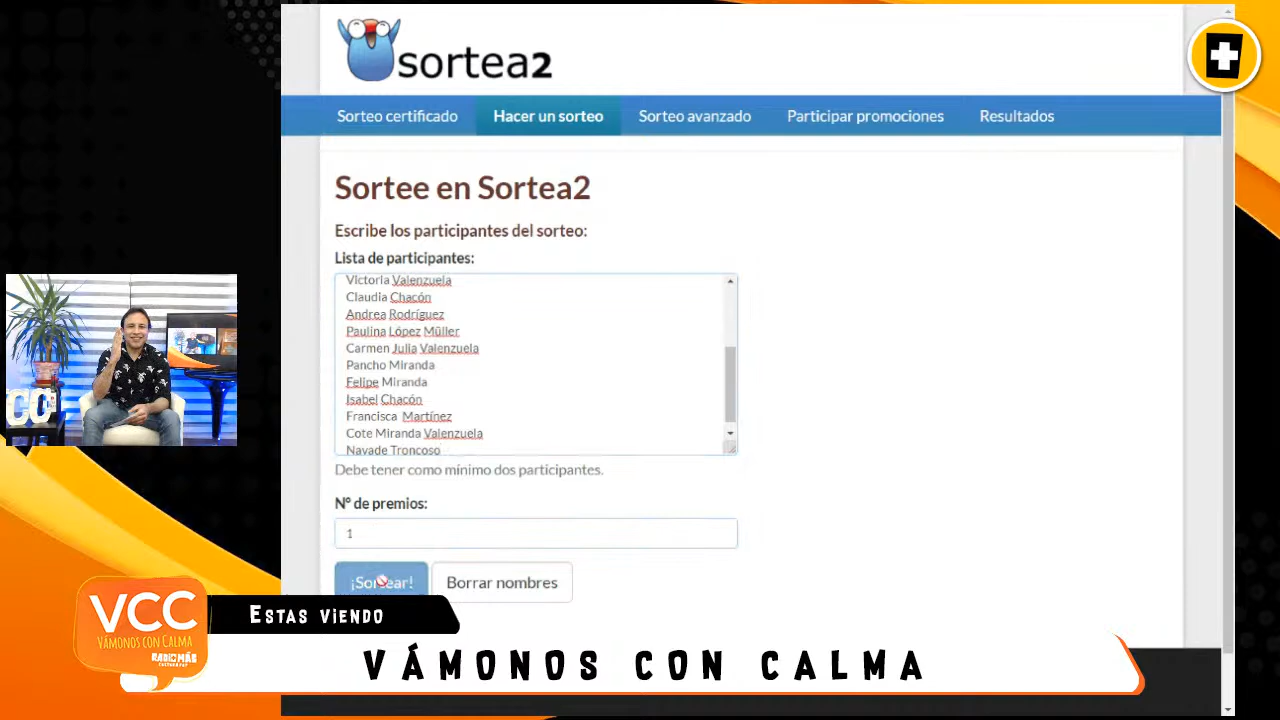 sortea2
Sorteo certificado
Hacer un sorteo
Sorteo avanzado
Participar promociones
Resultados
Sortee en Sortea2
Escribe los participantes del sorteo:
Lista de participantes:
Victoria Valenzuela
Claudia Chacón
Andrea Rodríguez
Paulina López Müller
Carmen Julia Valenzuela
Pancho Miranda
Felipe Miranda
Isabel Chacón
Francisca Martínez
Cote Miranda Valenzuela
Navade Troncoso
Debe tener como mínimo dos participantes.
N° de premios:
1
¡Sortear!
Borrar nombres
CO
VCC
VÁMONOS CON CALMA
RADIOMÁS
ESTAS VIENDO
VÁMONOS CON CALMA